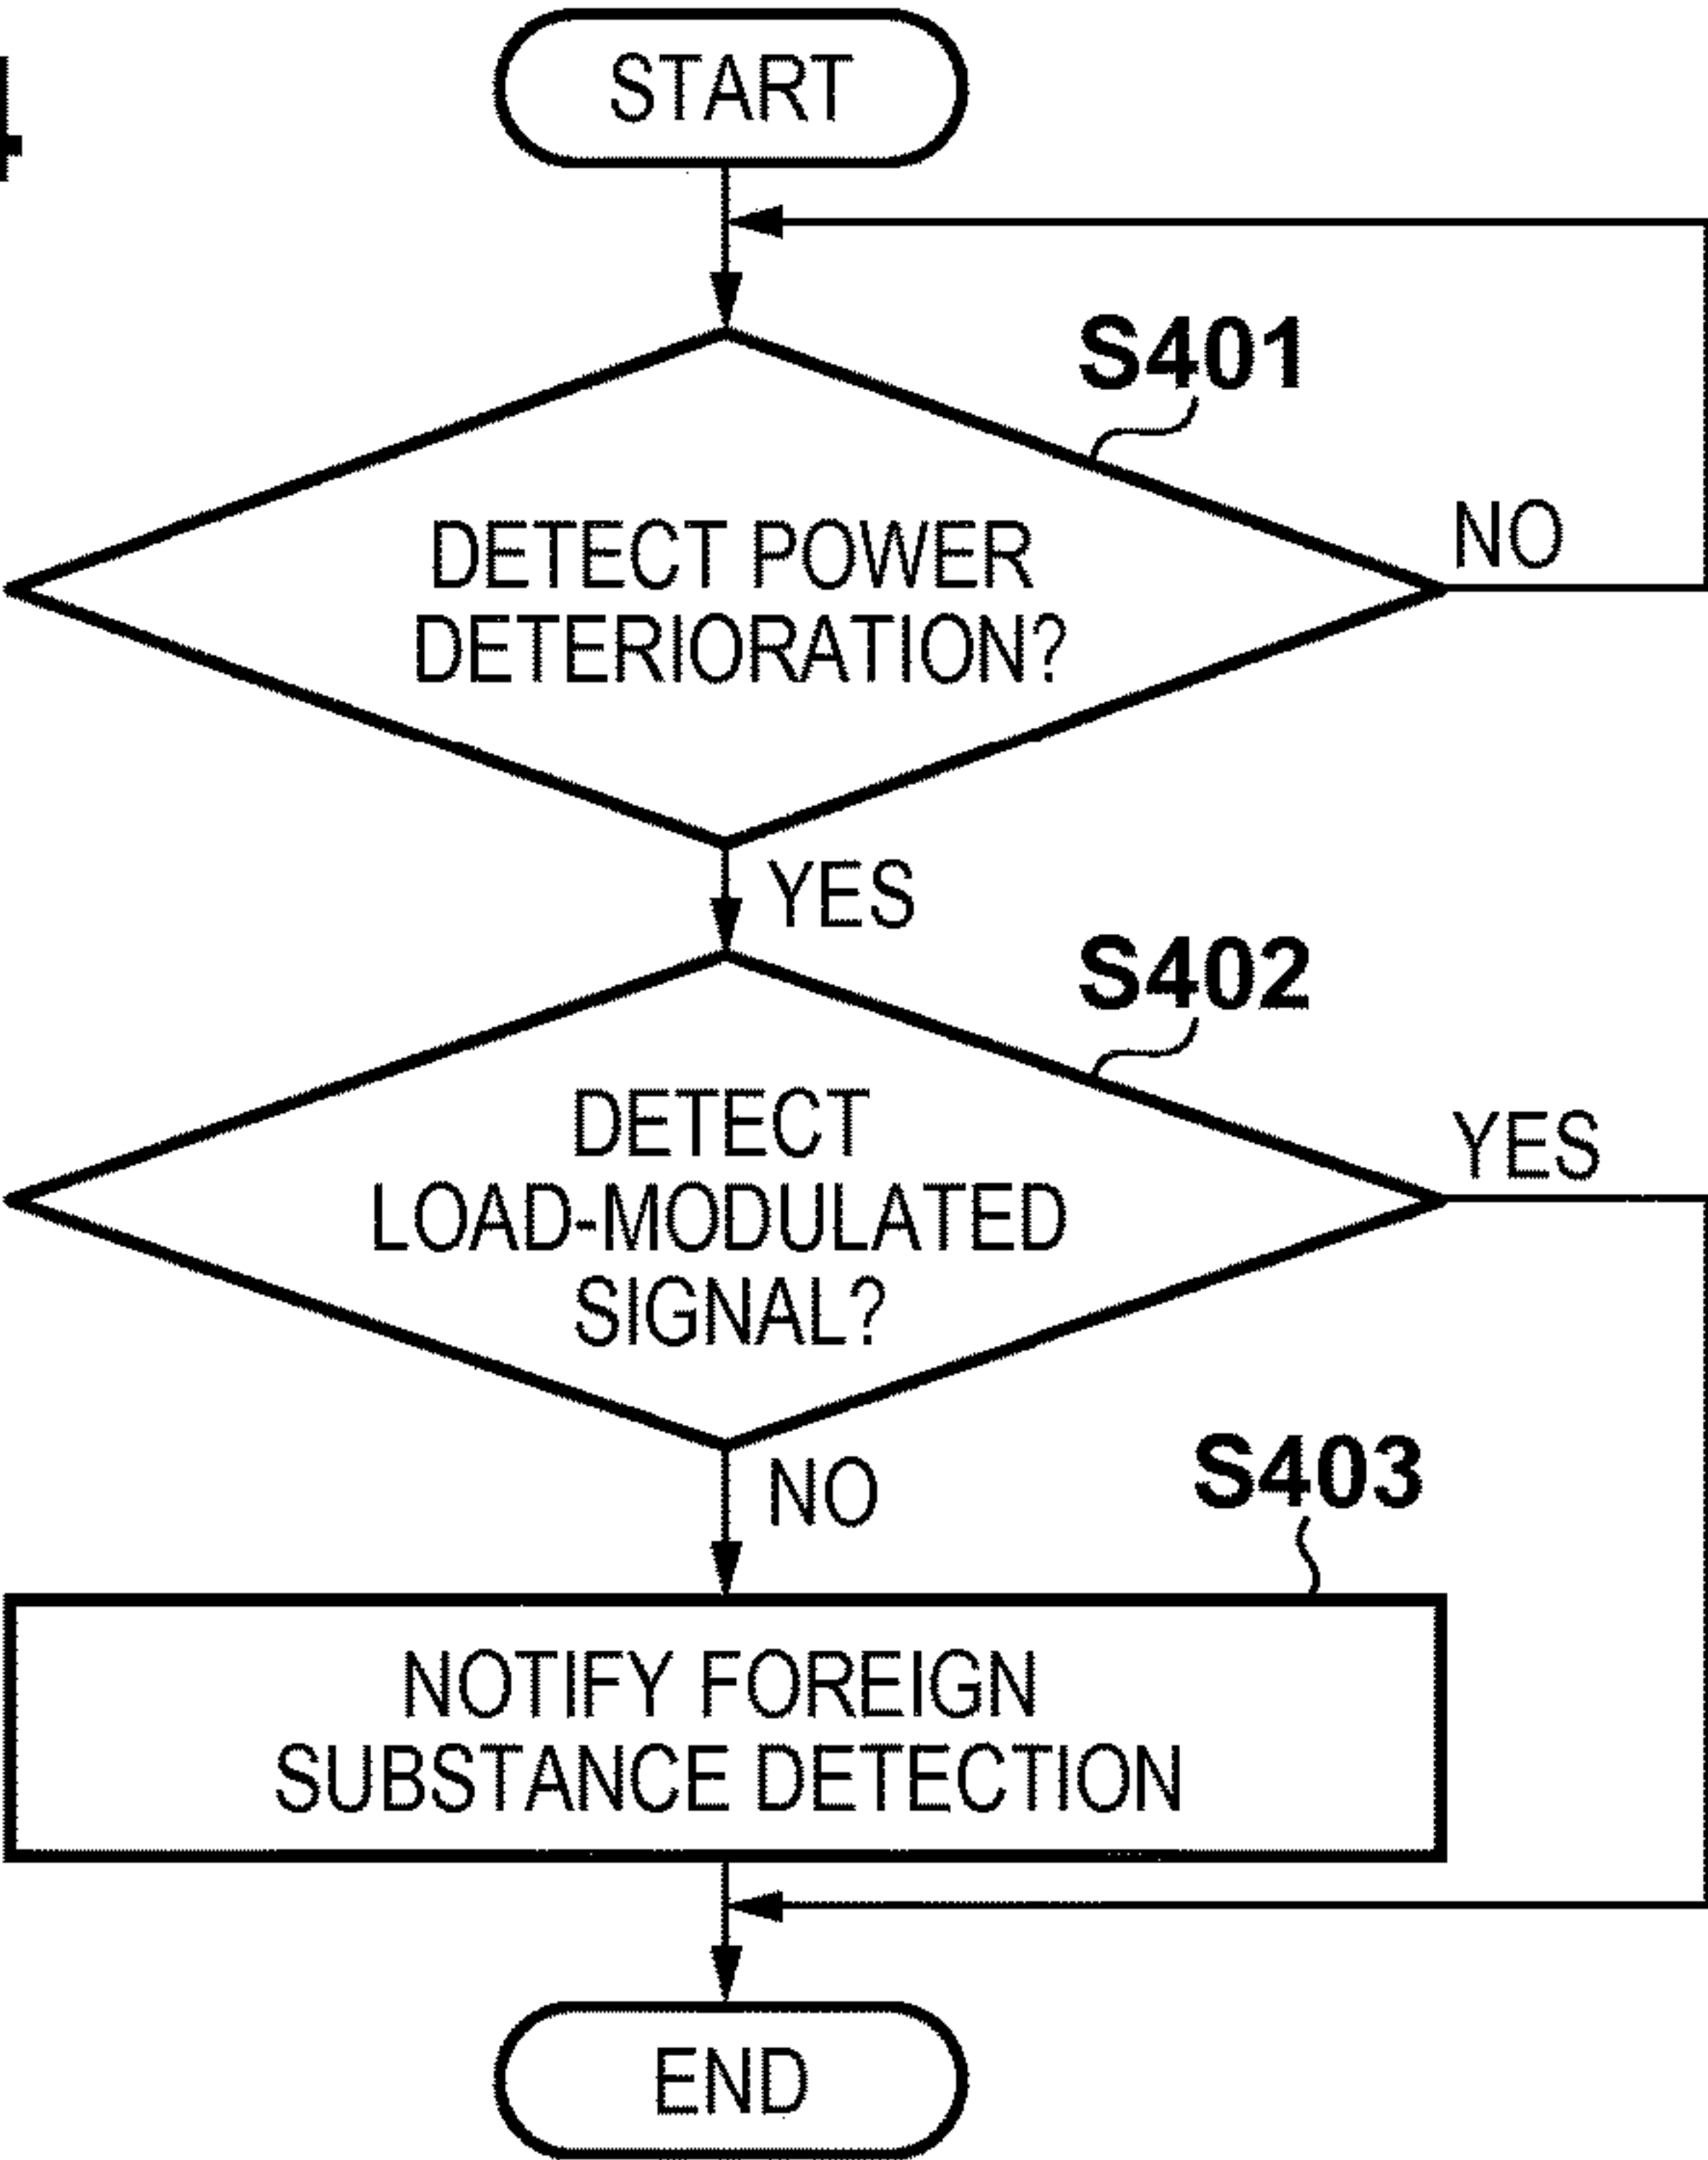 START
S401
DETECT POWER
DETERIORATION?
NO
YES
S402
DETECT
LOAD-MODULATED
SIGNAL?
YES
NO
S403
NOTIFY FOREIGN
SUBSTANCE DETECTION
END